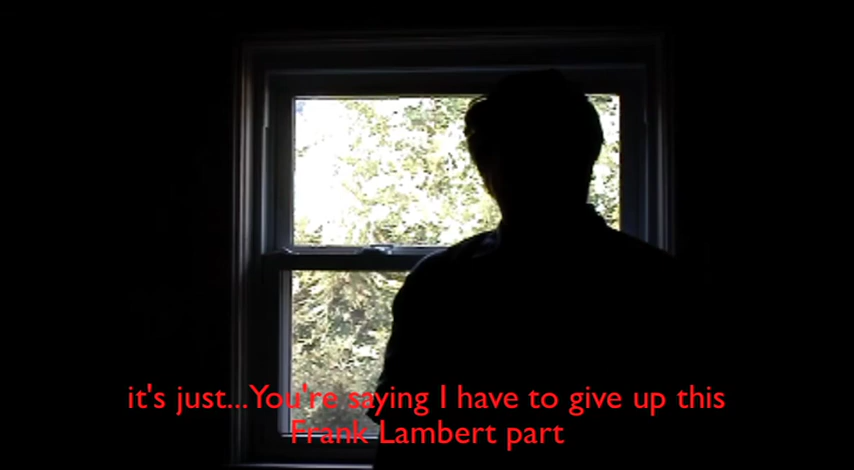 it's just...You're saying I have to give up this
Frank Lambert part